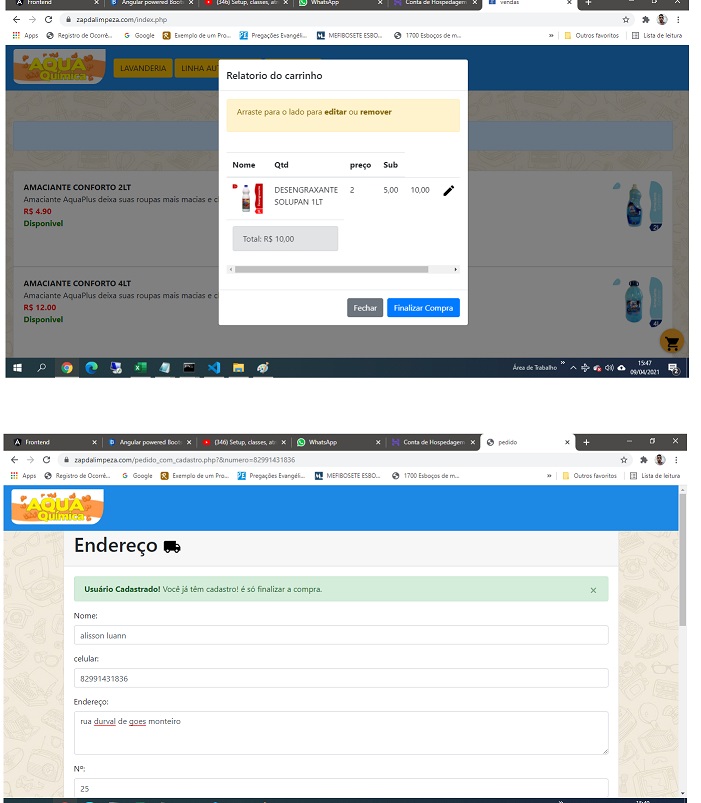 Frontend
Angular powered Boot
(346) Setup, classes, at
WhatsApp
Conta de Hospedagem
vendas
zapdalimpeza.com/index.php
Apps
Registro de Ocorrê...
Google
Exemplo de um Pro...
Pregações Evangéli...
MEFIBOSETE ESBO...
1700 Esboços de m...
»
Outros favoritos
Lista de leitura
AQUA
Química
LAVANDERIA
LINHA AU
Relatorio do carrinho
Arraste para o lado para editar ou remover
Nome Qtd preço Sub
DESENGRAXANTE 2 5,00 10,00
SOLUPAN 1LT
Total: R$ 10,00
Fechar
Finalizar Compra
AMACIANTE CONFORTO 2LT
Amaciante AquaPlus deixa suas roupas mais macias e c
R$ 4.90
Disponivel
AMACIANTE CONFORTO 4LT
Amaciante AquaPlus deixa suas roupas mais macias e c
R$ 12.00
Disponivel
Área de Trabalho
»
15:47
09/04/2021
Frontend
Angular powered Boot
(346) Setup, classes, at
WhatsApp
Conta de Hospedagem
pedido
zapdalimpeza.com/pedido_com_cadastro.php?&numero=82991431836
Apps
Registro de Ocorrê...
Google
Exemplo de um Pro...
Pregações Evangéli...
MEFIBOSETE ESBO...
1700 Esboços de m...
»
Outros favoritos
Lista de leitura
AQUA
Química
Endereço
Usuário Cadastrado! Você já têm cadastro! é só finalizar a compra.
×
Nome:
alisson luann
celular:
82991431836
Endereço:
rua durval de goes monteiro
Nº:
25